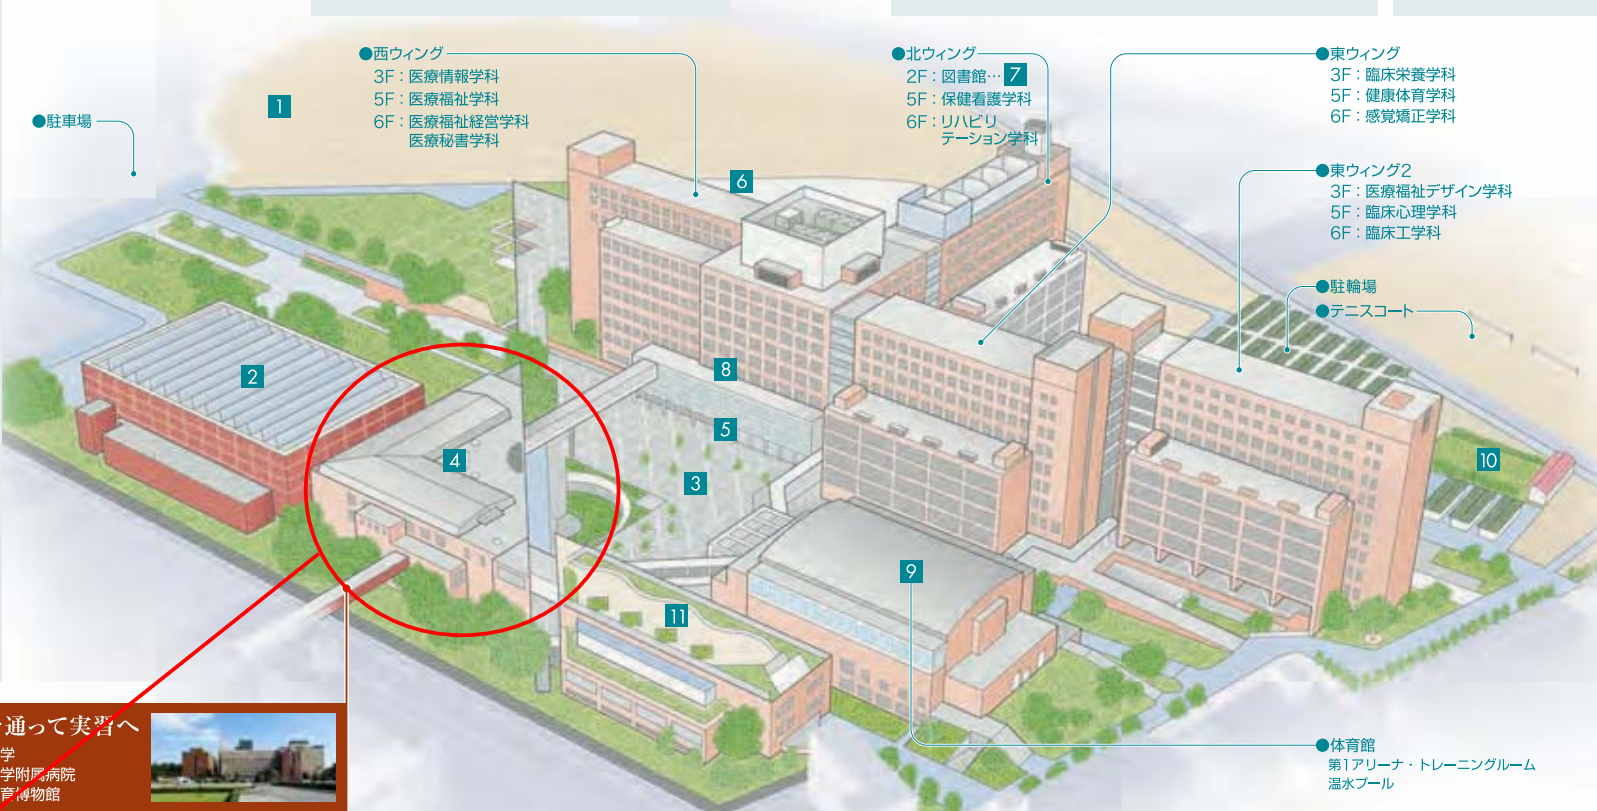 ●西ウィング
3F：医療情報学科
5F：医療福祉学科
6F：医療福祉経営学科
医療秘書学科
●北ウィング
2F：図書館…7
5F：保健看護学科
6F：リハビリ
テーション学科
●東ウィング
3F：臨床栄養学科
5F：健康体育学科
6F：感覚矯正学科
●東ウィング2
3F：医療福祉デザイン学科
5F：臨床心理学科
6F：臨床工学科
●駐輪場
●テニスコート
●駐車場
1
6
2
8
5
4
3
10
9
11
●体育館
第1アリーナ・トレーニングルーム
温水プール
通って実習へ
学
学附属病院
育博物館